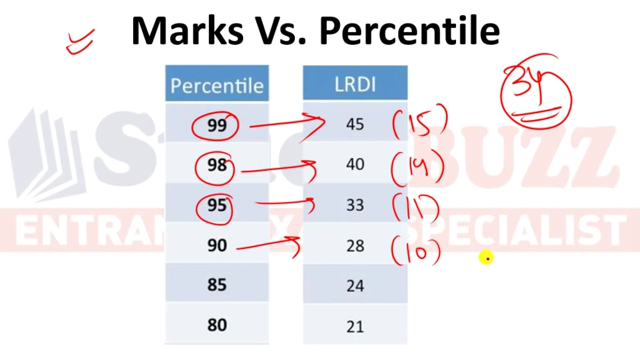 Marks Vs. Percentile
34
Percentile LRDI
99 45 (15)
98 40 (14)
95 33 (11)
90 28 (10)
85 24
80 21
BUZZ
ENTRAN
SPECIALIST